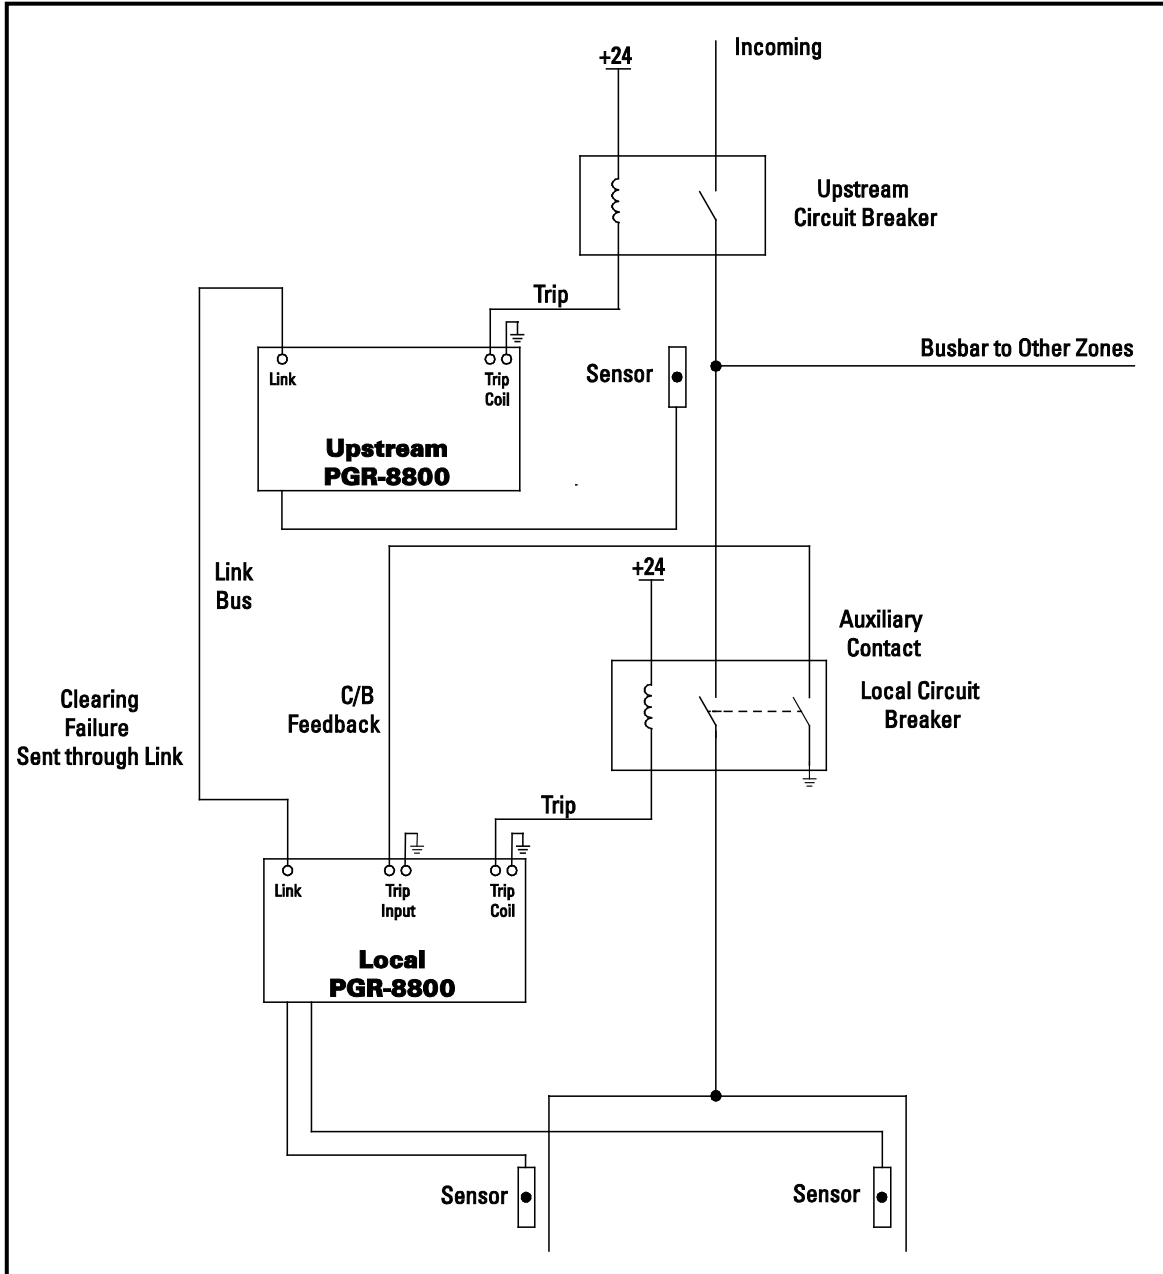 Incoming
+24
Upstream
Circuit Breaker
Trip
Busbar to Other Zones
Sensor
Link
Trip
Coil
Upstream
PGR-8800
Link
Bus
+24
Auxiliary
Contact
Local Circuit
Breaker
C/B
Feedback
Clearing
Failure
Sent through Link
Trip
Link
Trip
Input
Trip
Coil
Local
PGR-8800
Sensor
Sensor